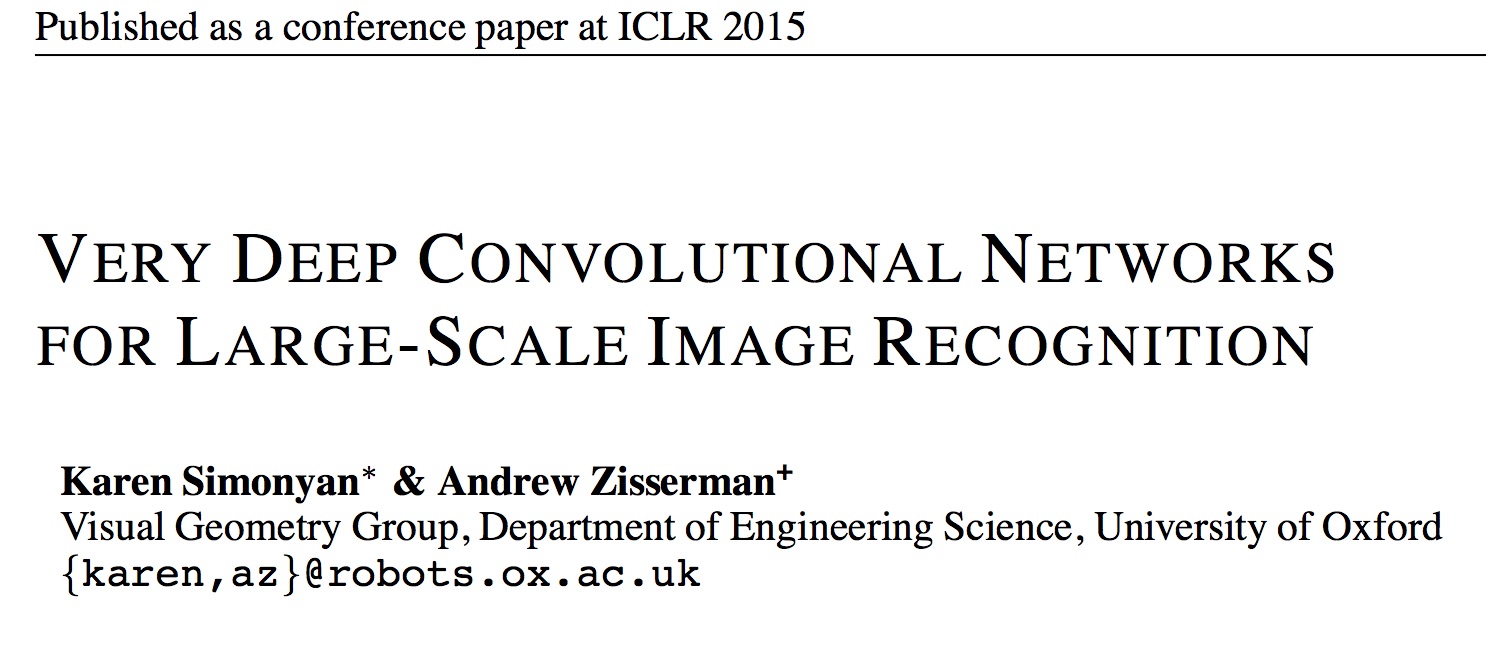 Published as a conference paper at ICLR 2015
VERY DEEP CONVOLUTIONAL NETWORKS
FOR LARGE-SCALE IMAGE RECOGNITION
Karen Simonyan* & Andrew Zisserman+
Visual Geometry Group, Department of Engineering Science, University of Oxford
{karen,az}@robots.ox.ac.uk